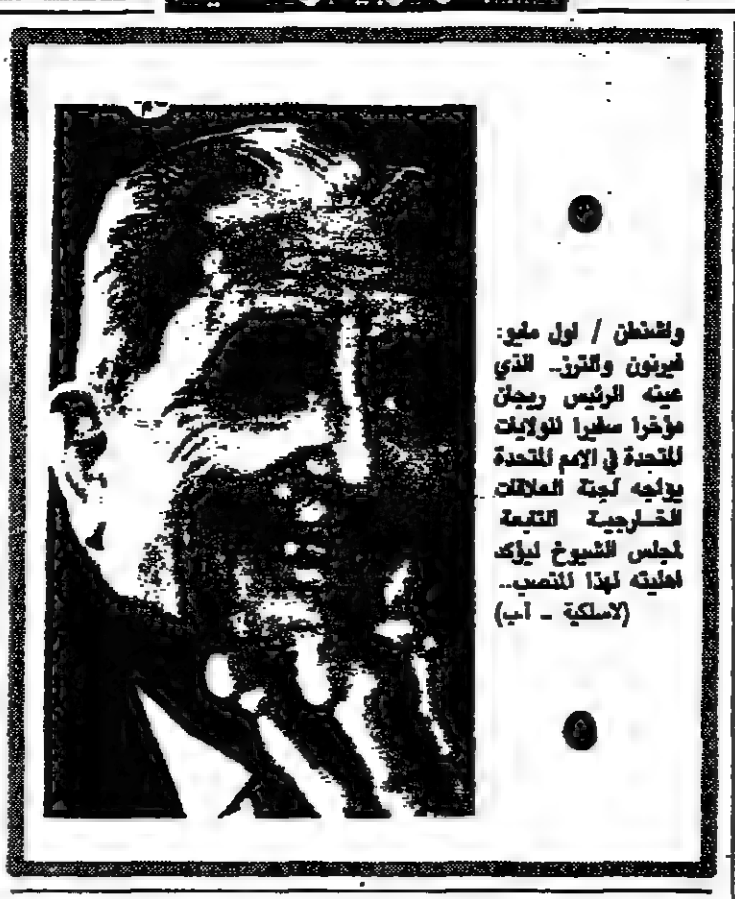 واشنطن / اول مايو:
فيرنون والترز.. الذي
عينه الرئيس ريجان
مؤخرا سفيرا للولايات
المتحدة في الامم المتحدة
يواجه لجنة العلاقات
الخارجية التابعة
لمجلس الشيوخ ليؤكد
اهليته لهذا المنصب..
(لاسلكية - أب)